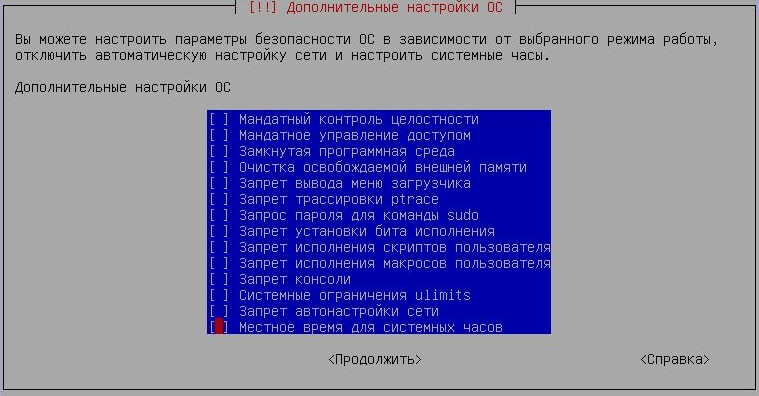 [!!] Дополнительные настройки ОС
Вы можете настроить параметры безопасности ОС в зависимости от выбранного режима работы,
отключить автоматическую настройку сети и настроить системные часы.
Дополнительные настройки ОС
[ ] Мандатный контроль целостности
[ ] Мандатное управление доступом
[ ] Замкнутая программная среда
[ ] Очистка освобождаемой внешней памяти
[ ] Запрет вывода меню загрузчика
[ ] Запрет трассировки ptrace
[ ] Запрос пароля для команды sudo
[ ] Запрет установки бита исполнения
[ ] Запрет исполнения скриптов пользователя
[ ] Запрет исполнения макросов пользователя
[ ] Запрет консоли
[ ] Системные ограничения ulimits
[ ] Запрет автонастройки сети
[ ] Местное время для системных часов
<Продолжить> <Справка>